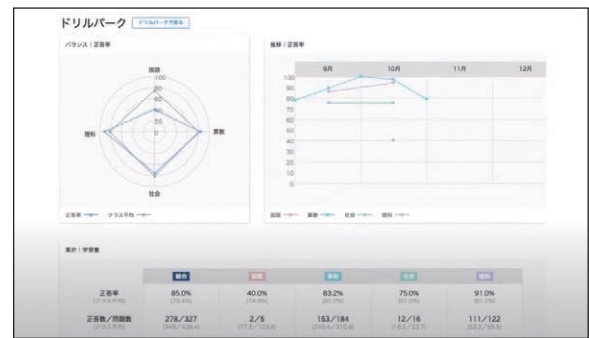 ドリルパーク
ドリルパークで見る
バランス：正答率
国語
100
80
60
40
20
0
理科
算数
社会
正答率
クラス平均
推移：正答率
9月 10月 11月 12月
100
90
80
70
60
50
40
30
20
10
0
国語 算数 社会 理科
累計：学習量
総合 国語 算数 社会 理科
正答率 85.0% 40.0% 83.2% 75.0% 91.0%
(クラス平均)
正答数／問題数 278/327 2/5 153/184 12/16 111/122
(クラス平均)